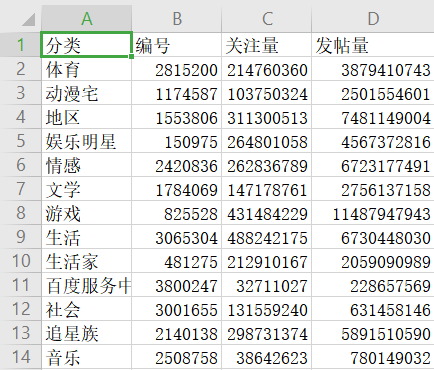 A B C D
1 分类 编号 关注量 发帖量
2 体育 2815200 214760360 3879410743
3 动漫宅 1174587 103750324 2501554601
4 地区 1553806 311300513 7481149004
5 娱乐明星 150975 264801058 4567372816
6 情感 2420836 262836789 6723177491
7 文学 1784069 147178761 2756137158
8 游戏 825528 431484229 11487947943
9 生活 3065304 488242175 6730448030
10 生活家 481275 212910167 2059090989
11 百度服务中 3800247 32711027 228657569
12 社会 3001655 131559240 631458146
13 追星族 2140138 298731374 5891510590
14 音乐 2508758 38642623 780149032